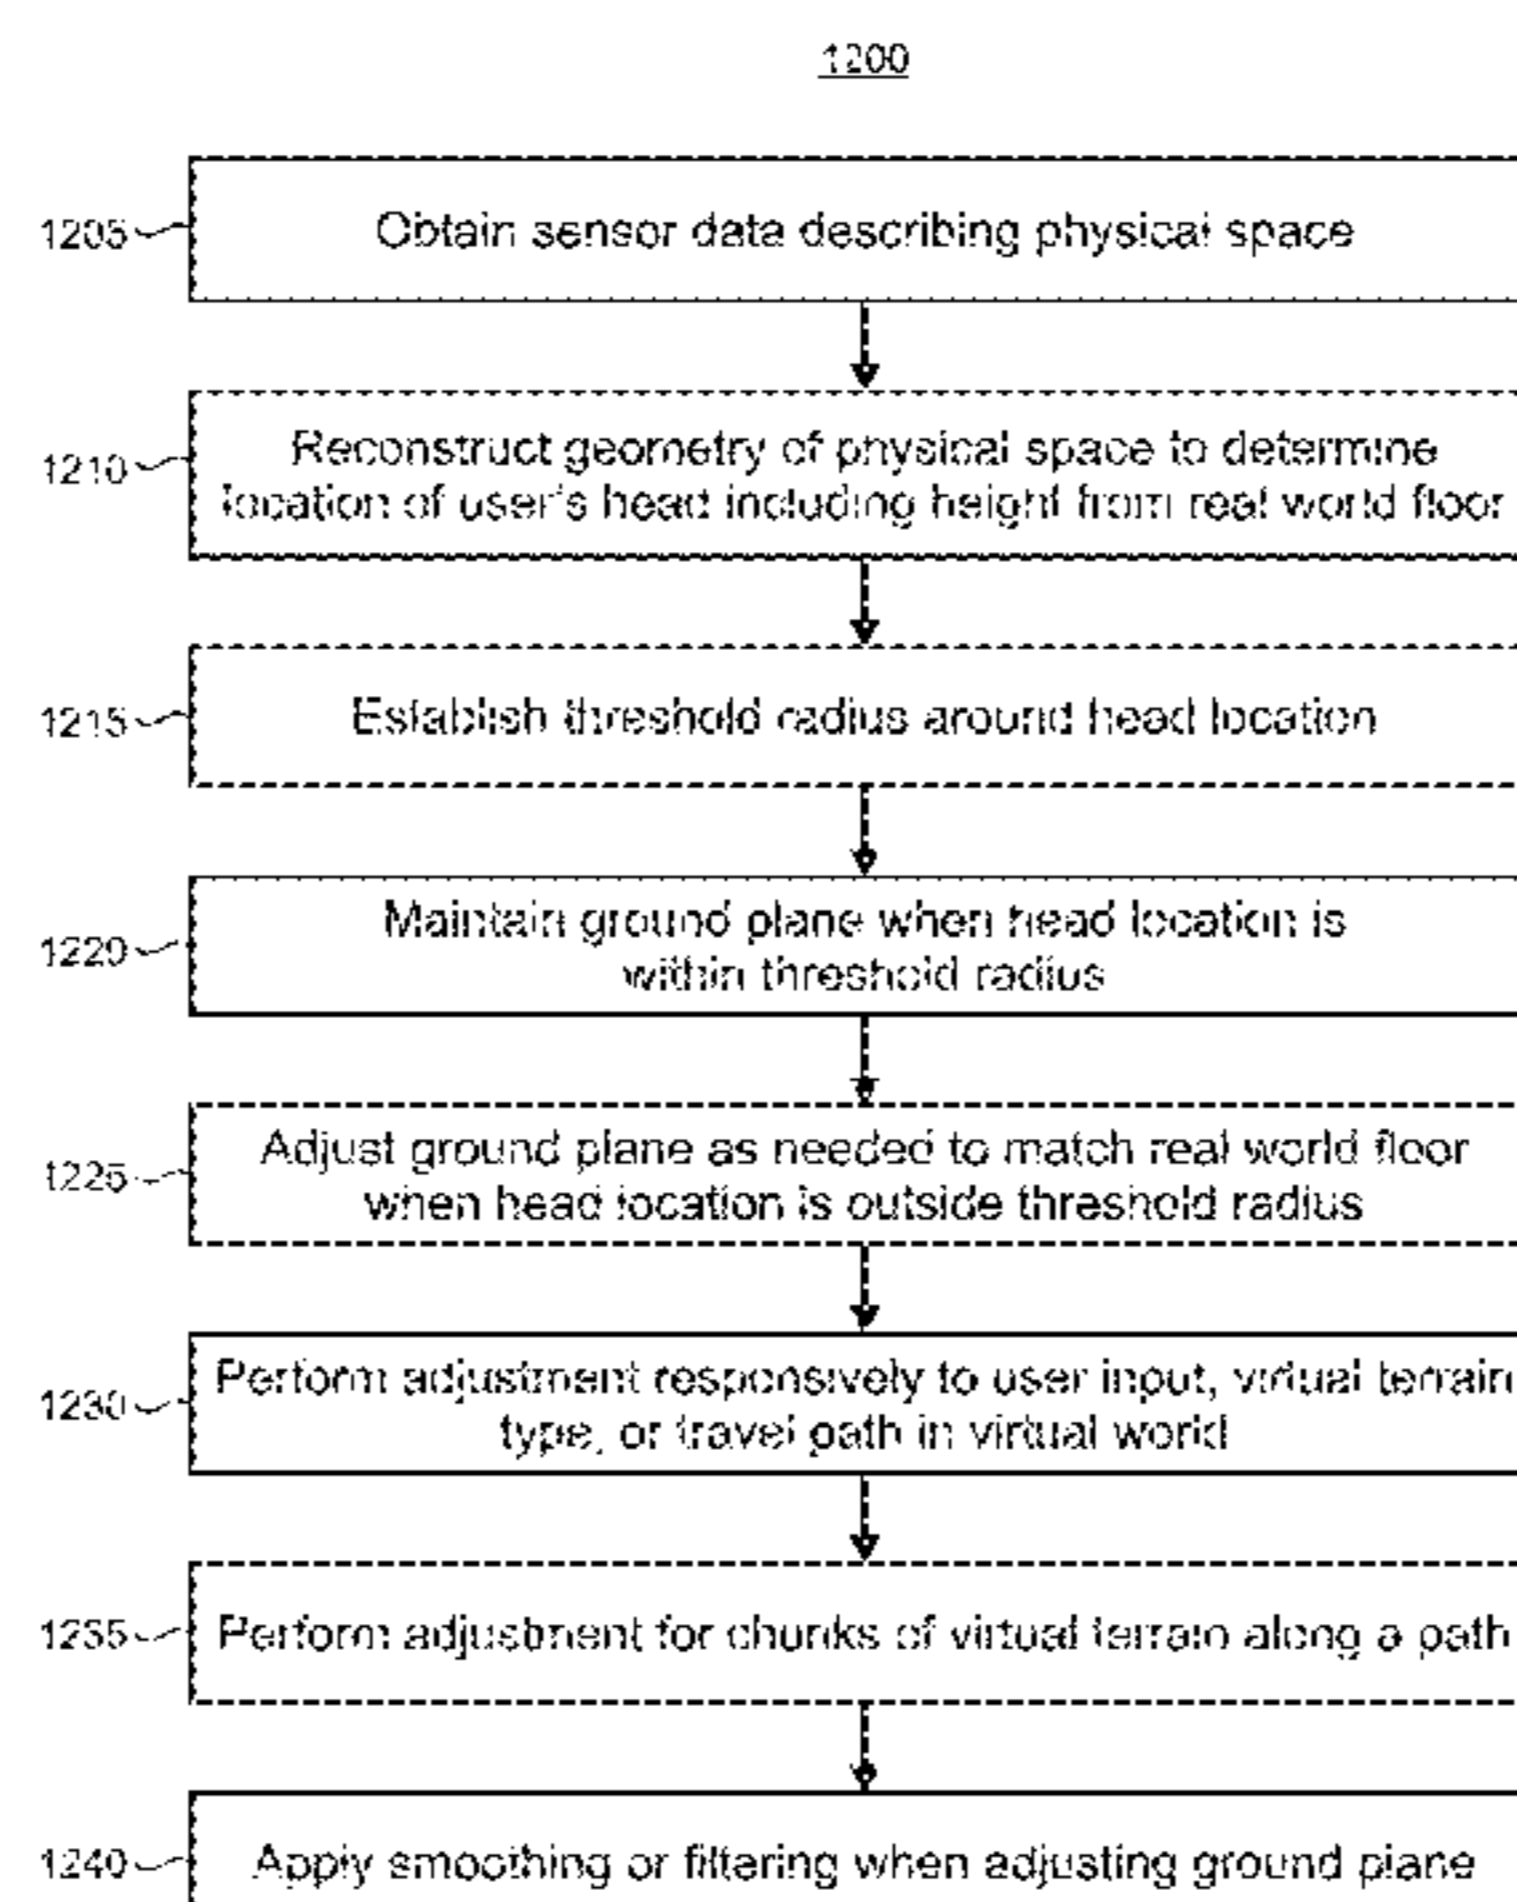 1200
1205
Obtain sensor data describing physical space
1210
Reconstruct geometry of physical space to determine
location of user's head including height from real world floor
1215
Establish threshold radius around head location
1220
Maintain ground plane when head location is
within threshold radius
1225
Adjust ground plane as needed to match real world floor
when head location is outside threshold radius
1230
Perform adjustment responsively to user input, virtual terrain
type, or travel path in virtual world
1235
Perform adjustment for chunks of virtual terrain along a path
1240
Apply smoothing or filtering when adjusting ground plane